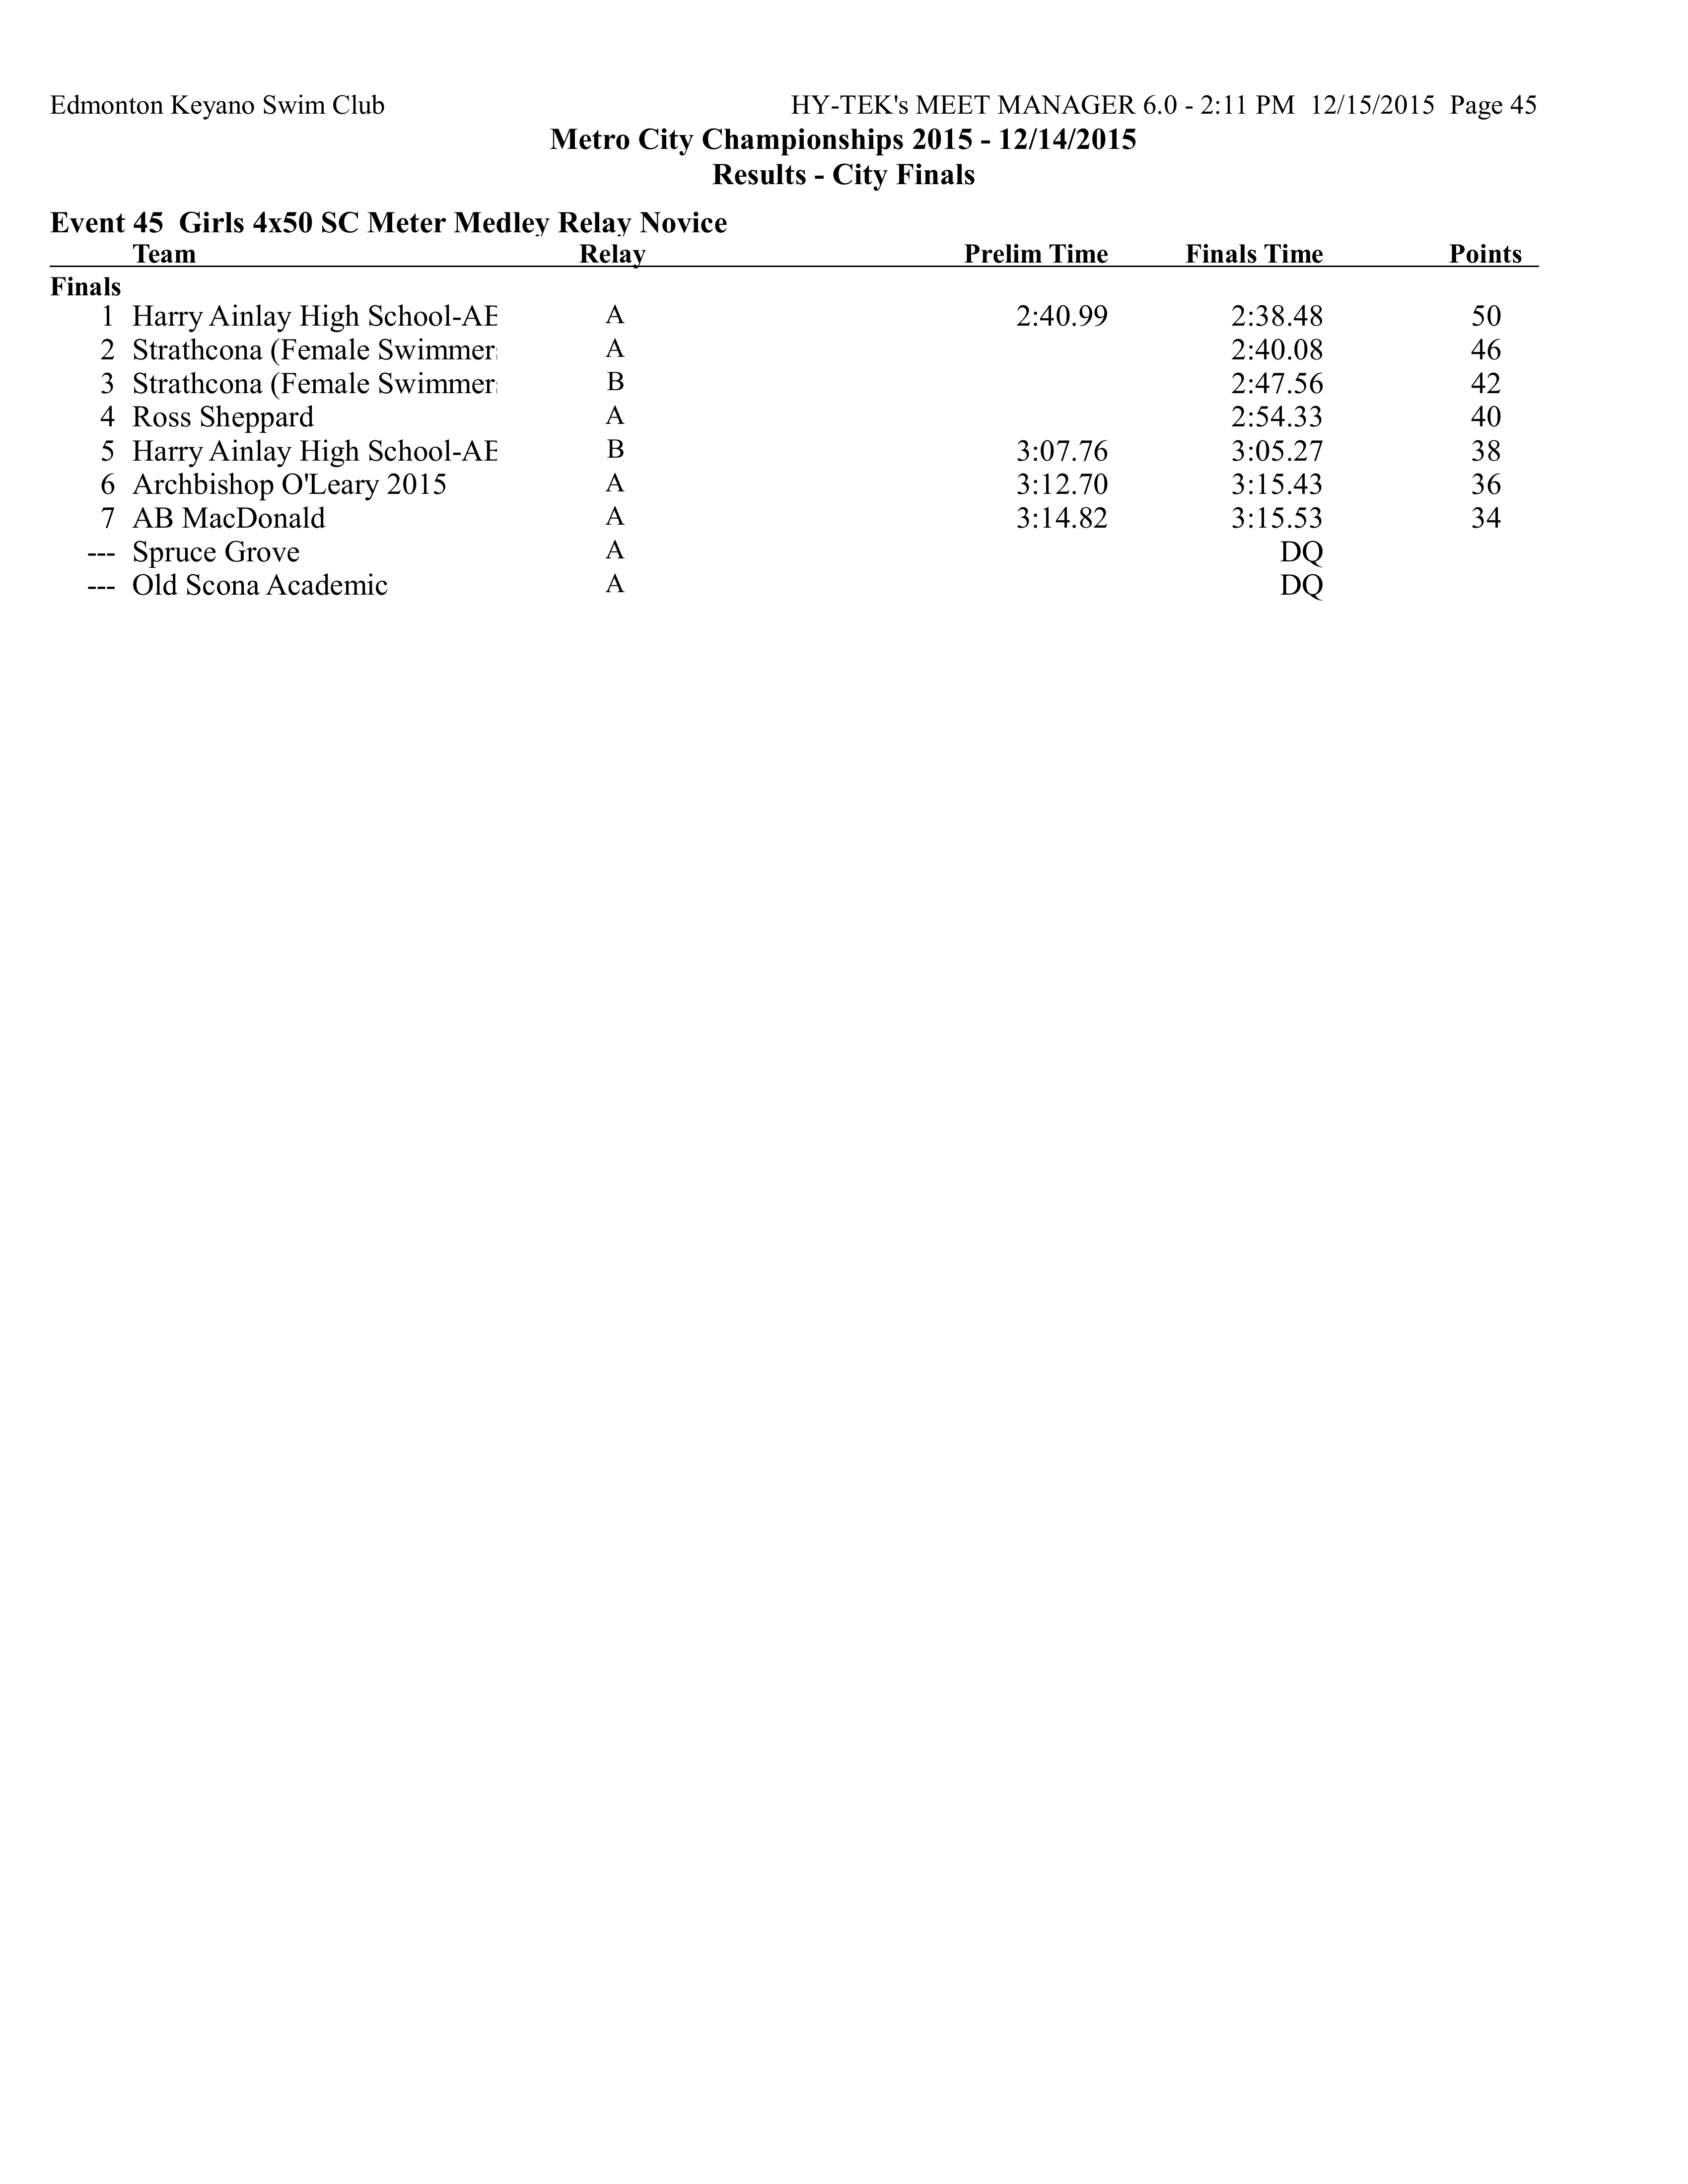 Edmonton Keyano Swim Club HY-TEK's MEET MANAGER 6.0 - 2:11 PM 12/15/2015 Page 45
Metro City Championships 2015 - 12/14/2015
Results - City Finals
Event 45 Girls 4x50 SC Meter Medley Relay Novice
Team Relay Prelim Time Finals Time Points
Finals
1 Harry Ainlay High School-AB A 2:40.99 2:38.48 50
2 Strathcona (Female Swimmers A 2:40.08 46
3 Strathcona (Female Swimmers B 2:47.56 42
4 Ross Sheppard A 2:54.33 40
5 Harry Ainlay High School-AB B 3:07.76 3:05.27 38
6 Archbishop O'Leary 2015 A 3:12.70 3:15.43 36
7 AB MacDonald A 3:14.82 3:15.53 34
--- Spruce Grove A DQ
--- Old Scona Academic A DQ